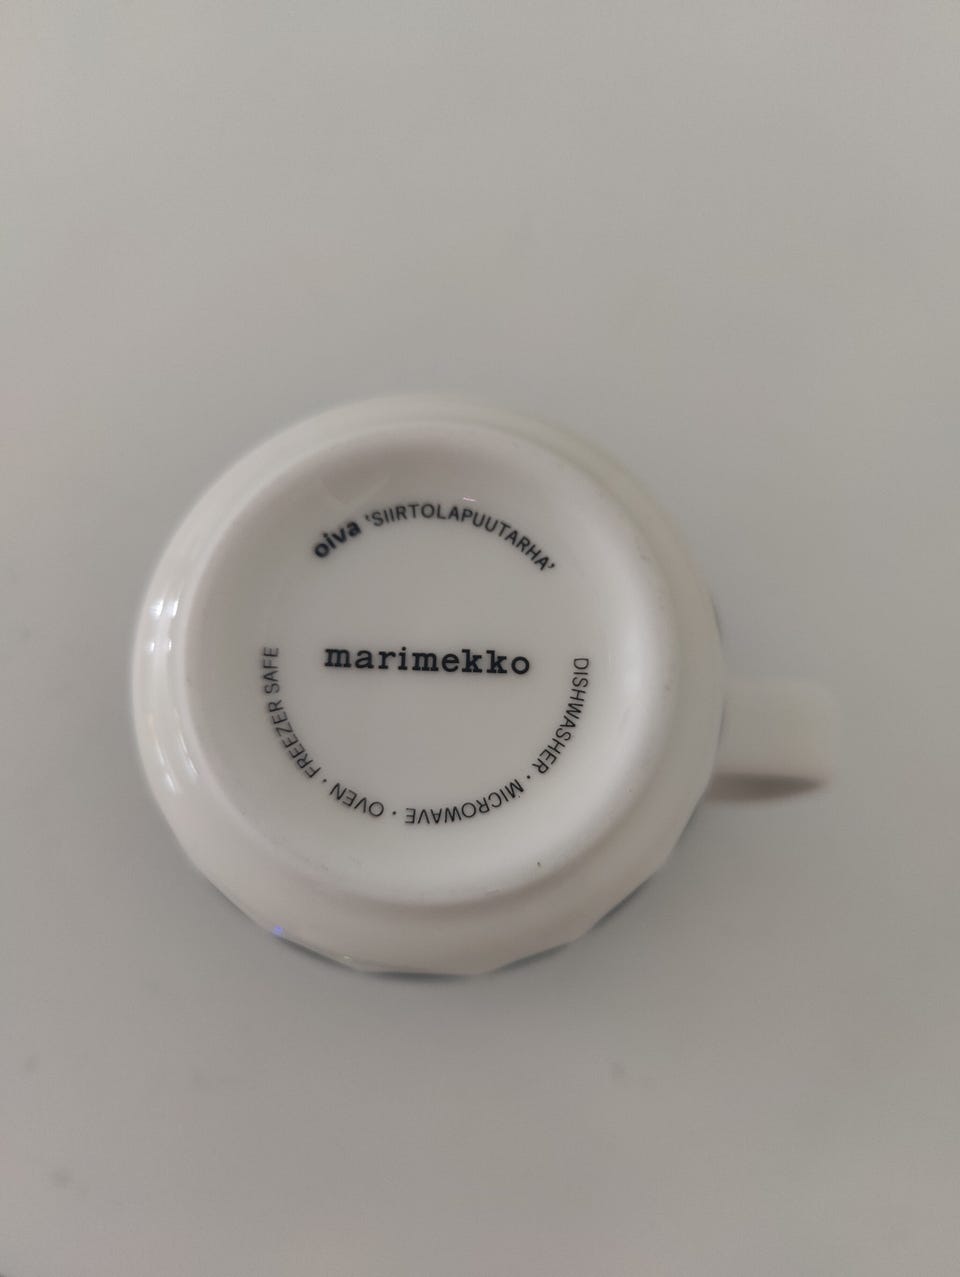 oiva 'SIIRTOLAPUUTARHA'
marimekko
DISHWASHER · MICROWAVE · OVEN · FREEZER SAFE